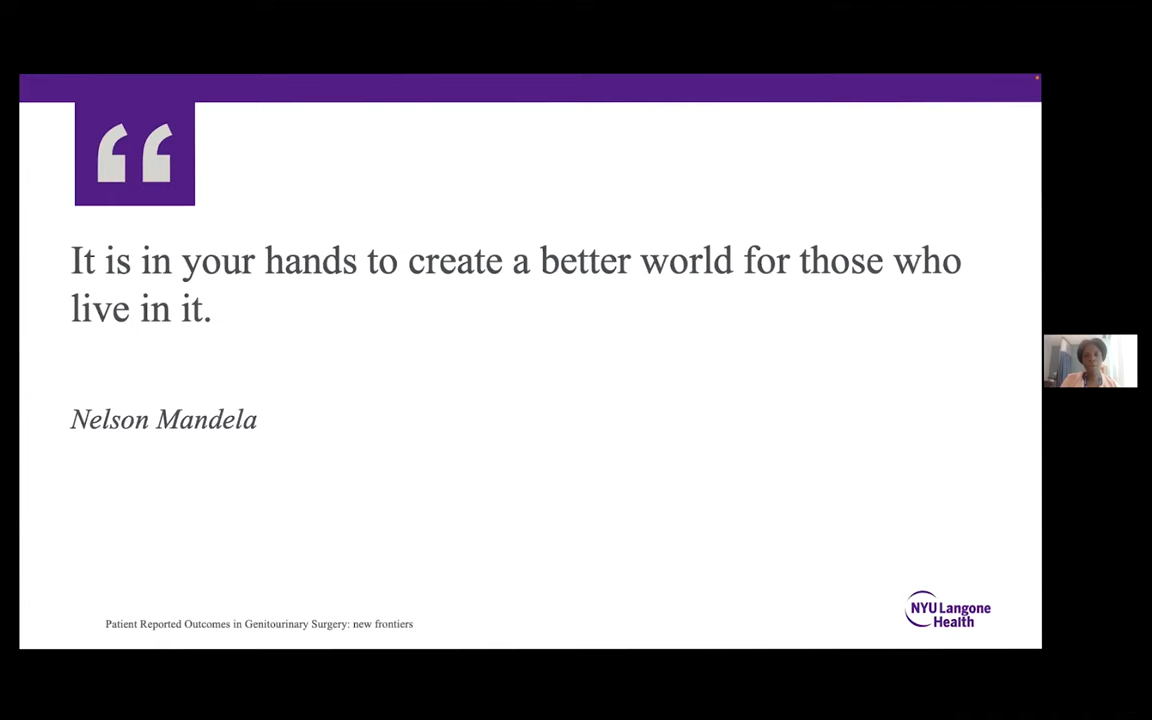 “
It is in your hands to create a better world for those who
live in it.
Nelson Mandela
Patient Reported Outcomes in Genitourinary Surgery: new frontiers
NYU Langone
Health